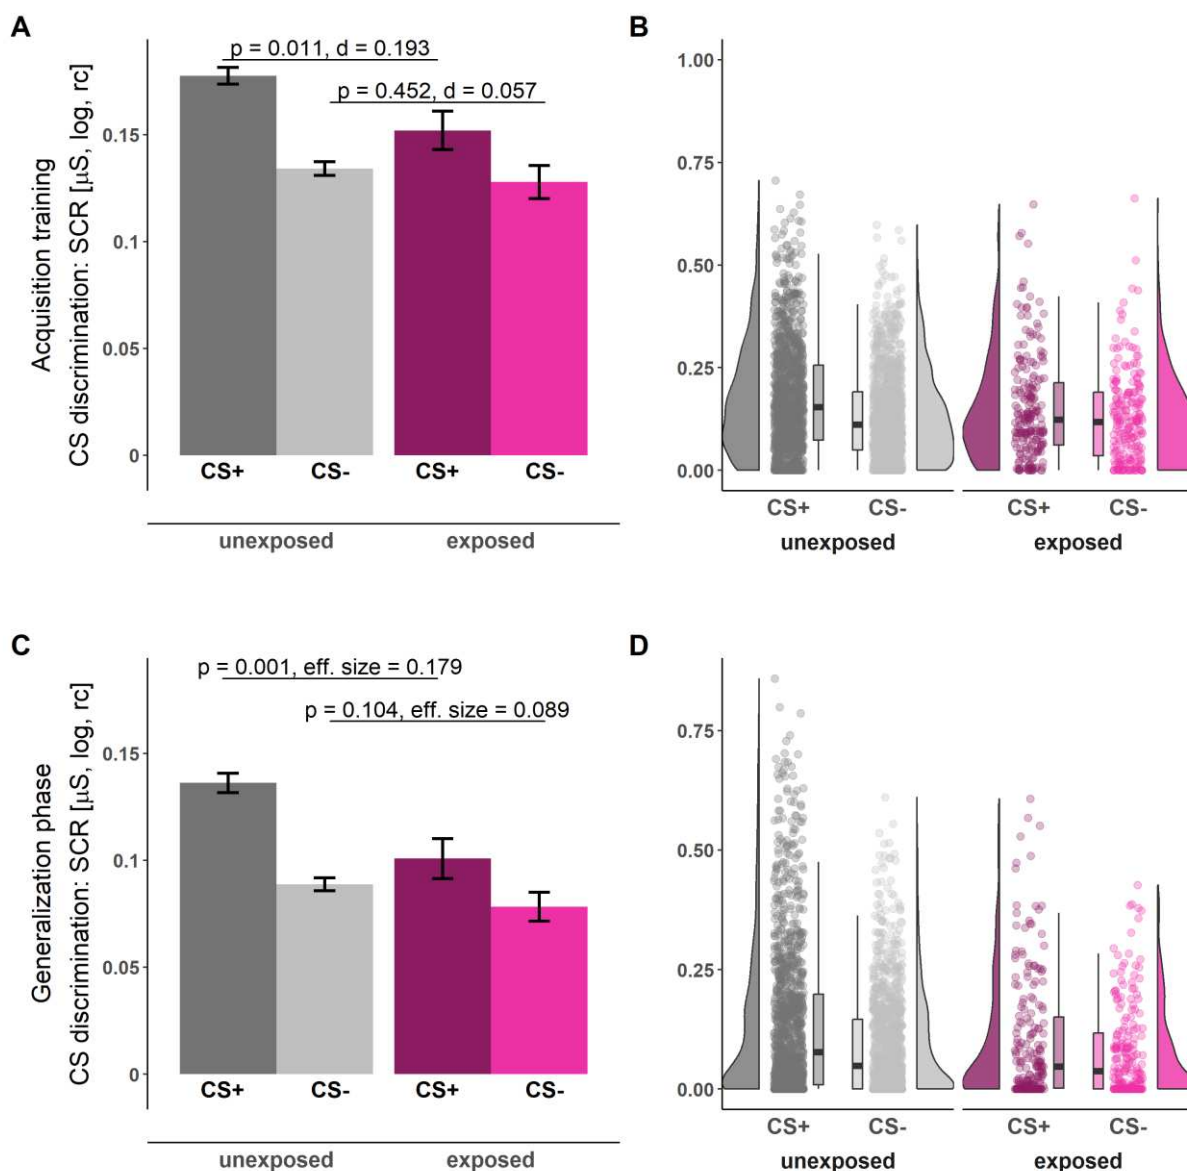 A
Acquisition training
CS discrimination: SCR [µS, log, rc]
p = 0.011, d = 0.193
p = 0.452, d = 0.057
0.15
0.1
0.05
0
CS+ CS- CS+ CS-
unexposed exposed
B
1.00
0.75
0.50
0.25
0.00
CS+ CS- CS+ CS-
unexposed exposed
C
Generalization phase
CS discrimination: SCR [µS, log, rc]
p = 0.001, eff. size = 0.179
p = 0.104, eff. size = 0.089
0.15
0.1
0.05
0
CS+ CS- CS+ CS-
unexposed exposed
D
0.75
0.50
0.25
0.00
CS+ CS- CS+ CS-
unexposed exposed